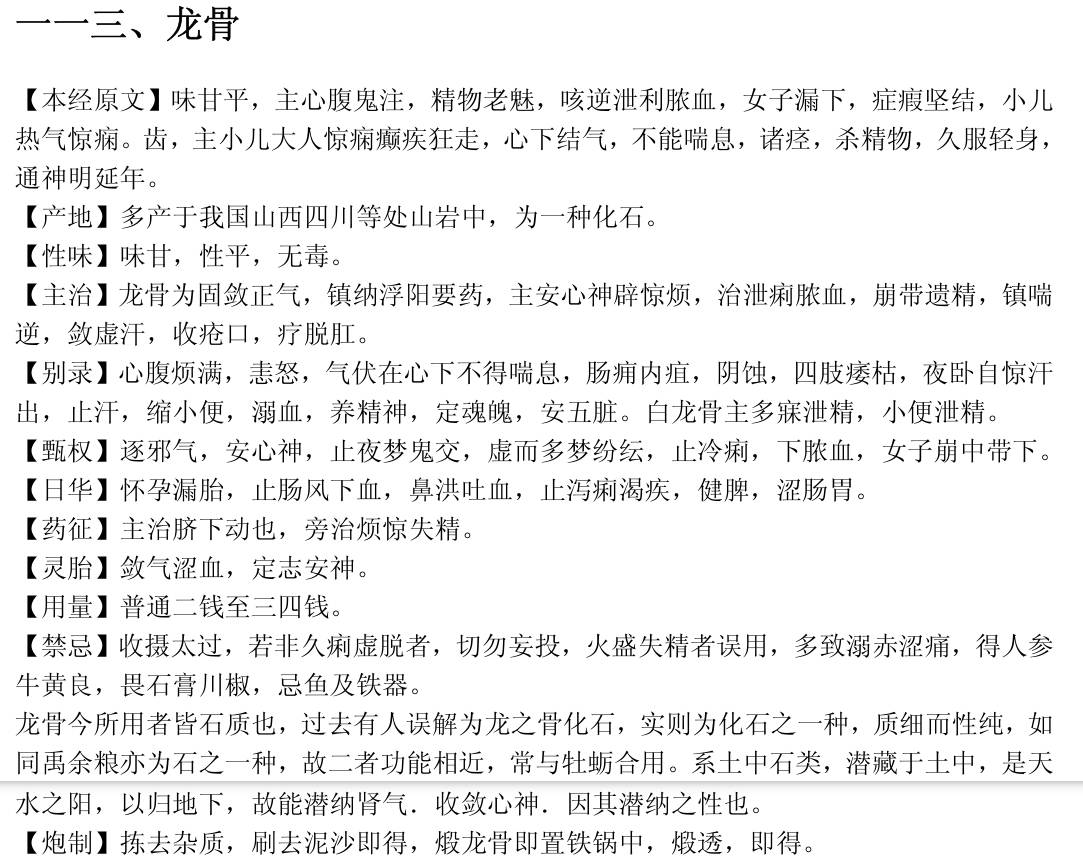 一一三、龙骨
【本经原文】味甘平，主心腹鬼注，精物老魅，咳逆泄利脓血，女子漏下，症瘕坚结，小儿
热气惊痫。齿，主小儿大人惊痫癫疾狂走，心下结气，不能喘息，诸痉，杀精物，久服轻身，
通神明延年。
【产地】多产于我国山西四川等处山岩中，为一种化石。
【性味】味甘，性平，无毒。
【主治】龙骨为固敛正气，镇纳浮阳要药，主安心神辟惊烦，治泄痢脓血，崩带遗精，镇喘
逆，敛虚汗，收疮口，疗脱肛。
【别录】心腹烦满，恚怒，气伏在心下不得喘息，肠痈内疽，阴蚀，四肢痿枯，夜卧自惊汗
出，止汗，缩小便，溺血，养精神，定魂魄，安五脏。白龙骨主多寐泄精，小便泄精。
【甄权】逐邪气，安心神，止夜梦鬼交，虚而多梦纷纭，止冷痢，下脓血，女子崩中带下。
【日华】怀孕漏胎，止肠风下血，鼻洪吐血，止泻痢渴疾，健脾，涩肠胃。
【药征】主治脐下动也，旁治烦惊失精。
【灵胎】敛气涩血，定志安神。
【用量】普通二钱至三四钱。
【禁忌】收摄太过，若非久痢虚脱者，切勿妄投，火盛失精者误用，多致溺赤涩痛，得人参
牛黄良，畏石膏川椒，忌鱼及铁器。
龙骨今所用者皆石质也，过去有人误解为龙之骨化石，实则为化石之一种，质细而性纯，如
同禹余粮亦为石之一种，故二者功能相近，常与牡蛎合用。系土中石类，潜藏于土中，是天
水之阳，以归地下，故能潜纳肾气．收敛心神．因其潜纳之性也。
【炮制】拣去杂质，刷去泥沙即得，煅龙骨即置铁锅中，煅透，即得。